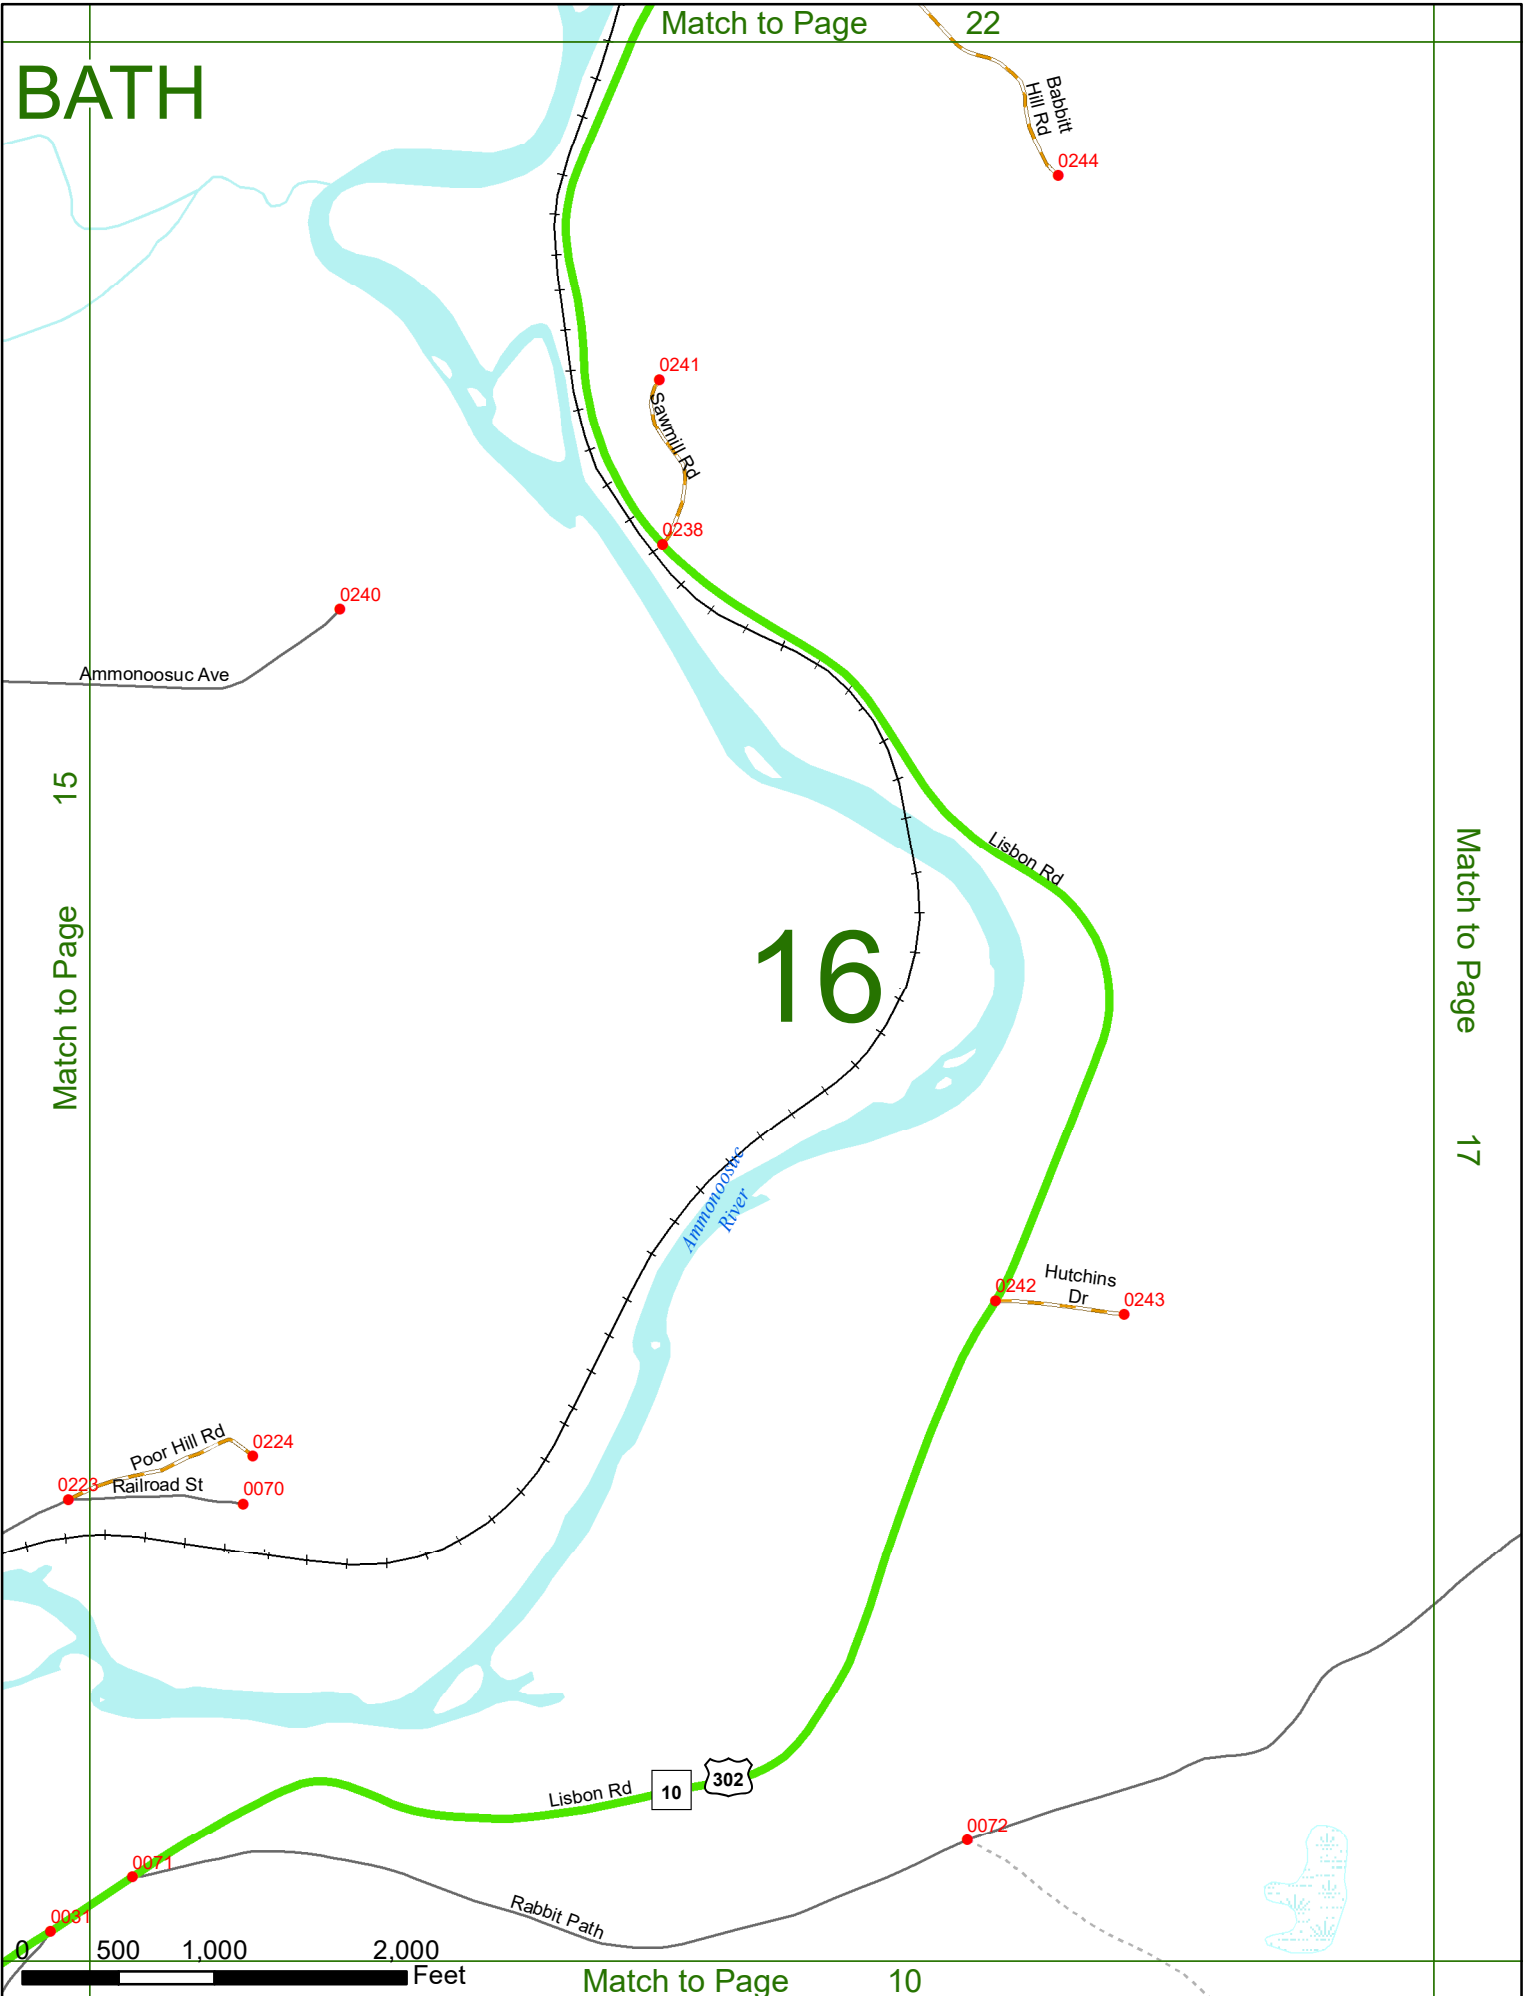 Match to Page 22
BATH
Babbitt
Hill Rd
0244
0241
Sawmill Rd
0238
0240
Ammonoosuc Ave
Match to Page 15
Lisbon Rd
Match to Page 17
16
Ammonoosuc
River
0242
Hutchins
Dr
0243
Poor Hill Rd
0224
0223
Railroad St
0070
Lisbon Rd
10
302
0072
0071
Rabbit Path
0031
0 500 1,000 2,000
Feet
Match to Page 10